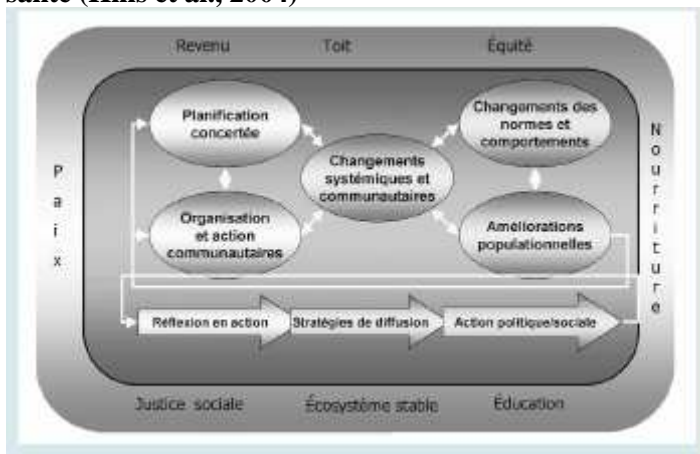 santé (Hills et al., 2004)
Revenu Toit Équité
Planification
concertée
Changements des
normes et
comportements
Changements
systémiques et
communautaires
Organisation
et action
communautaires
Améliorations
populationnelles
Paix
Nourriture
Réflexion en action
Stratégies de diffusion
Action politique/sociale
Justice sociale Écosystème stable Éducation